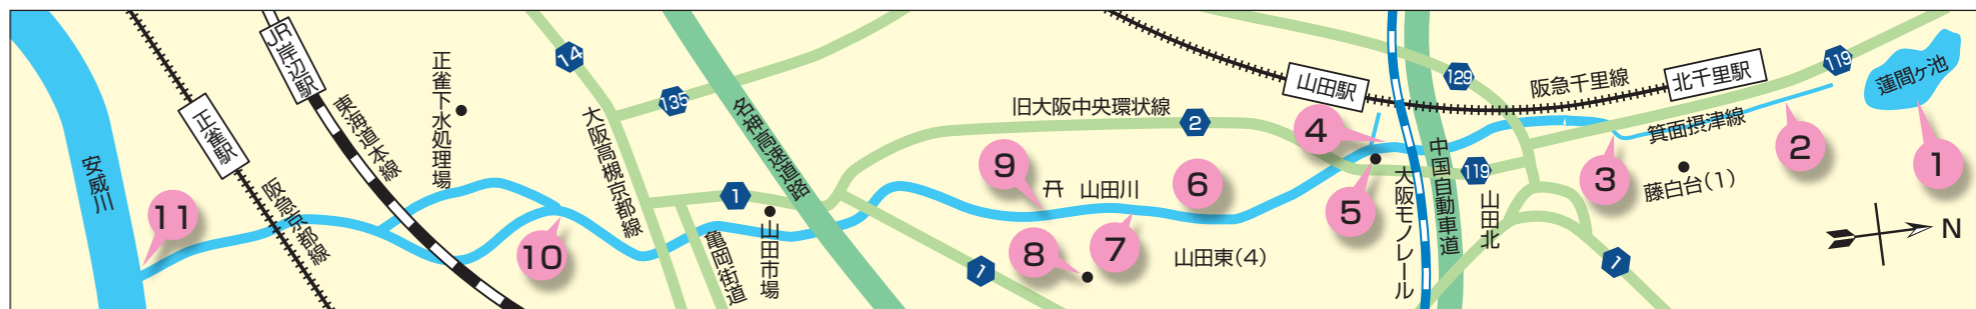 安威川
11
正雀駅
阪急京都線
JR岸辺駅
東海道本線
正雀下水処理場
10
14
大阪高槻京都線
135
1
亀岡街道
山田市場
名神高速道路
旧大阪中央環状線
2
9
山田川
8
7
6
1
山田東(4)
山田駅
4
5
大阪モノレール
中国自動車道
129
119
山田北
阪急千里線
北千里駅
箕面摂津線
3
藤白台(1)
2
119
1
蓮間ヶ池
1
N